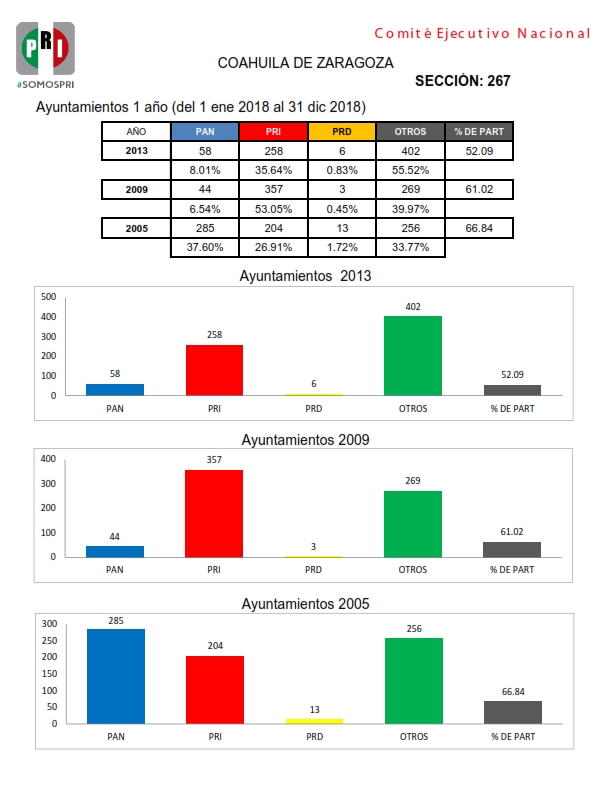 Comité Ejecutivo Nacional
PRI
#SOMOSPRI
COAHUILA DE ZARAGOZA
SECCIÓN: 267
Ayuntamientos 1 año (del 1 ene 2018 al 31 dic 2018)
AÑO PAN PRI PRD OTROS % DE PART
2013 58 258 6 402 52.09
8.01% 35.64% 0.83% 55.52%
2009 44 357 3 269 61.02
6.54% 53.05% 0.45% 39.97%
2005 285 204 13 256 66.84
37.60% 26.91% 1.72% 33.77%
Ayuntamientos 2013
500
400
300
200
100
0
58 258 6 402 52.09
PAN PRI PRD OTROS % DE PART
Ayuntamientos 2009
400
300
200
100
0
44 357 3 269 61.02
PAN PRI PRD OTROS % DE PART
Ayuntamientos 2005
300
250
200
150
100
50
0
285 204 13 256 66.84
PAN PRI PRD OTROS % DE PART